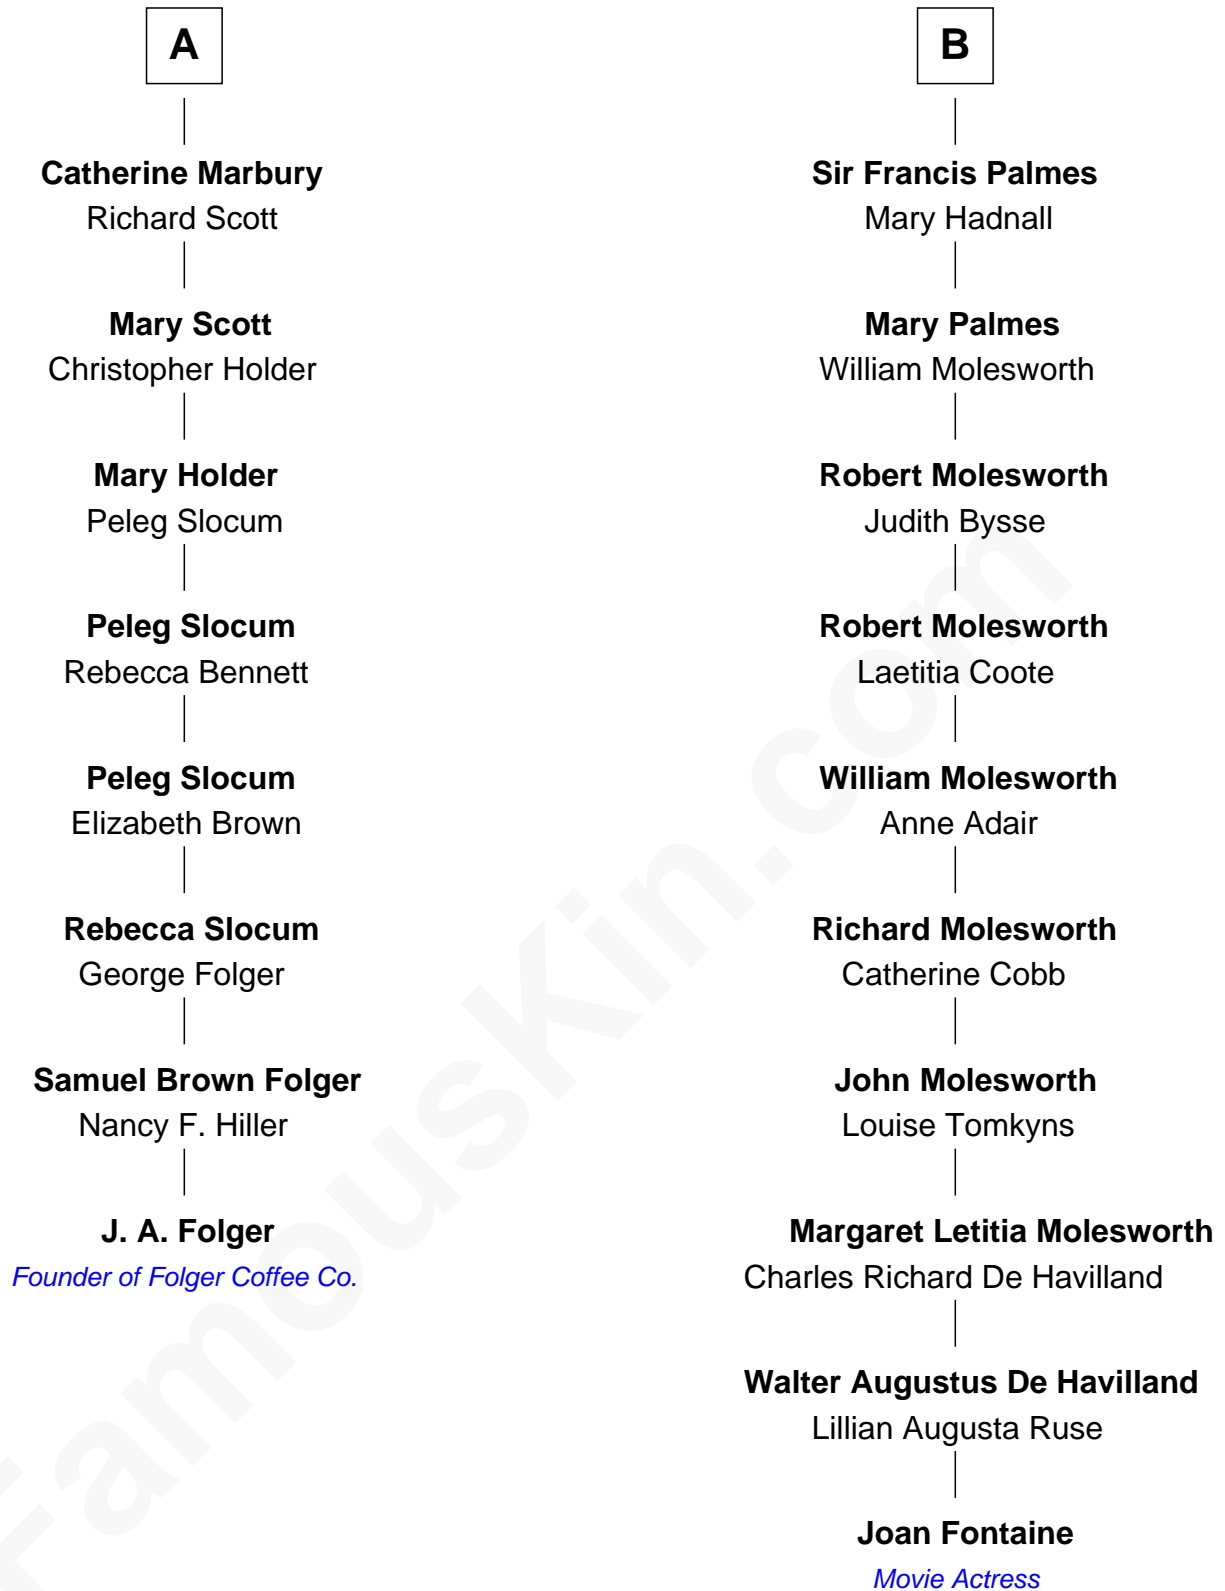 A
Catherine Marbury
Richard Scott
Mary Scott
Christopher Holder
Mary Holder
Peleg Slocum
Peleg Slocum
Rebecca Bennett
Peleg Slocum
Elizabeth Brown
Rebecca Slocum
George Folger
Samuel Brown Folger
Nancy F. Hiller
J. A. Folger
Founder of Folger Coffee Co.
B
Sir Francis Palmes
Mary Hadnall
Mary Palmes
William Molesworth
Robert Molesworth
Judith Bysse
Robert Molesworth
Laetitia Coote
William Molesworth
Anne Adair
Richard Molesworth
Catherine Cobb
John Molesworth
Louise Tomkyns
Margaret Letitia Molesworth
Charles Richard De Havilland
Walter Augustus De Havilland
Lillian Augusta Ruse
Joan Fontaine
Movie Actress
FamousKin.com